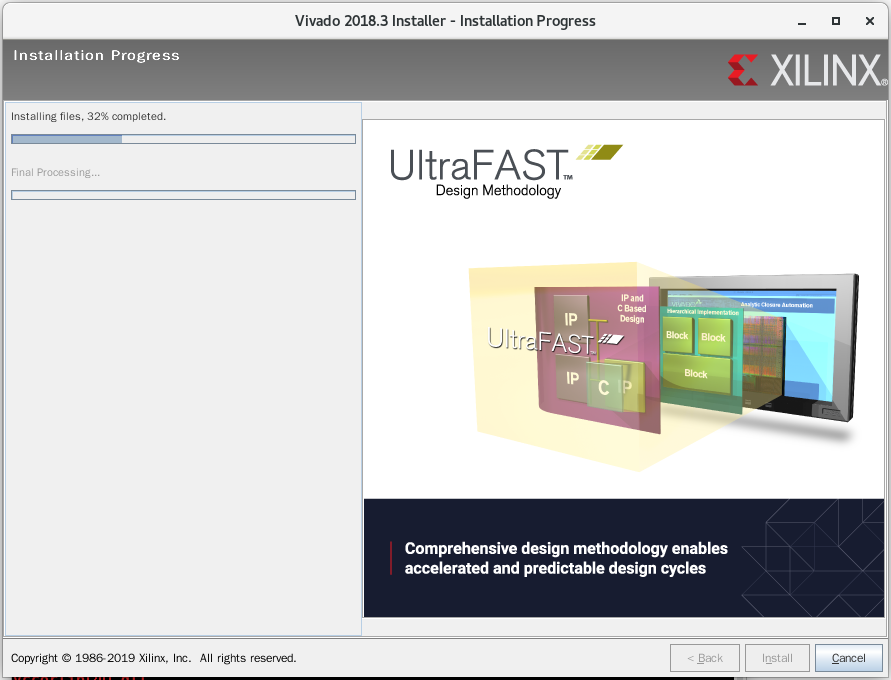 Vivado 2018.3 Installer - Installation Progress
Installation Progress
XILINX®
Installing files, 32% completed.
Final Processing...
UltraFAST™
Design Methodology
IP and
C Based
Design
IP
UltraFAST
IP
C
IP
Hierarchical Implementation
Analytic Closure Automation
Block
Block
Block
Comprehensive design methodology enables
accelerated and predictable design cycles
Copyright © 1986-2019 Xilinx, Inc.  All rights reserved.
< Back
Install
Cancel